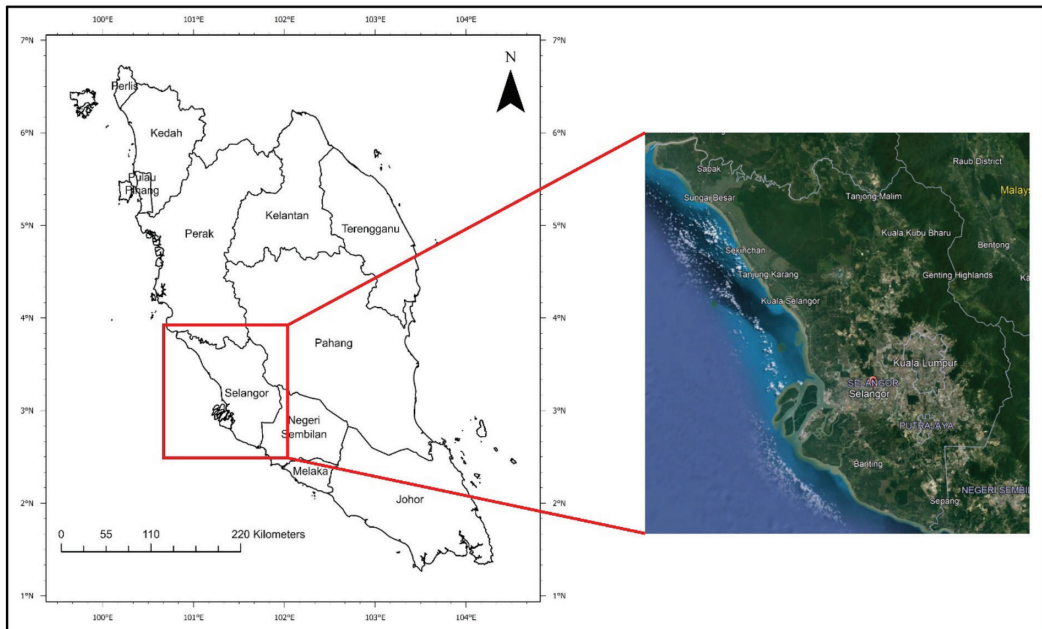 100°E 101°E 102°E 103°E 104°E
7°N
6°N
5°N
4°N
3°N
2°N
1°N
N
Perlis
Kedah
Pulau
Pinang
Perak
Kelantan
Terengganu
Pahang
Selangor
Negeri
Sembilan
Melaka
Johor
0 55 110 220 Kilometers
7°N
6°N
5°N
4°N
3°N
2°N
1°N
100°E 101°E 102°E 103°E 104°E
Sabak
Raub District
Malays
Sungai Besar
Tanjong Malim
Kuala Kubu Bharu
Sekinchan
Bentong
Tanjung Karang
Genting Highlands
Ka
Kuala Selangor
Kuala Lumpur
SELANGOR
Selangor
PUTRAJAYA
Banting
NEGERI SEMBIL
Sepang